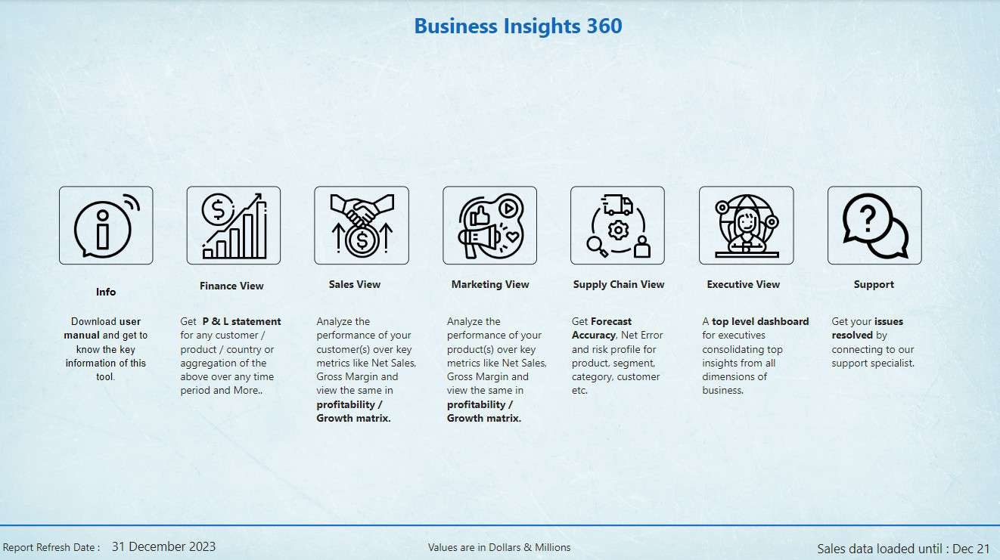 Business Insights 360
Info
Download user
manual and get to
know the key
information of this
tool.
Finance View
Get P & L statement
for any customer /
product / country or
aggregation of the
above over any time
period and More..
Sales View
Analyze the
performance of your
customer(s) over key
metrics like Net Sales,
Gross Margin and
view the same in
profitability /
Growth matrix.
Marketing View
Analyze the
performance of your
product(s) over key
metrics like Net Sales,
Gross Margin and
view the same in
profitability /
Growth matrix.
Supply Chain View
Get Forecast
Accuracy, Net Error
and risk profile for
product, segment,
category, customer
etc.
Executive View
A top level dashboard
for executives
consolidating top
insights from all
dimensions of
business.
Support
Get your issues
resolved by
connecting to our
support specialist.
Report Refresh Date : 31 December 2023
Values are in Dollars & Millions
Sales data loaded until : Dec 21